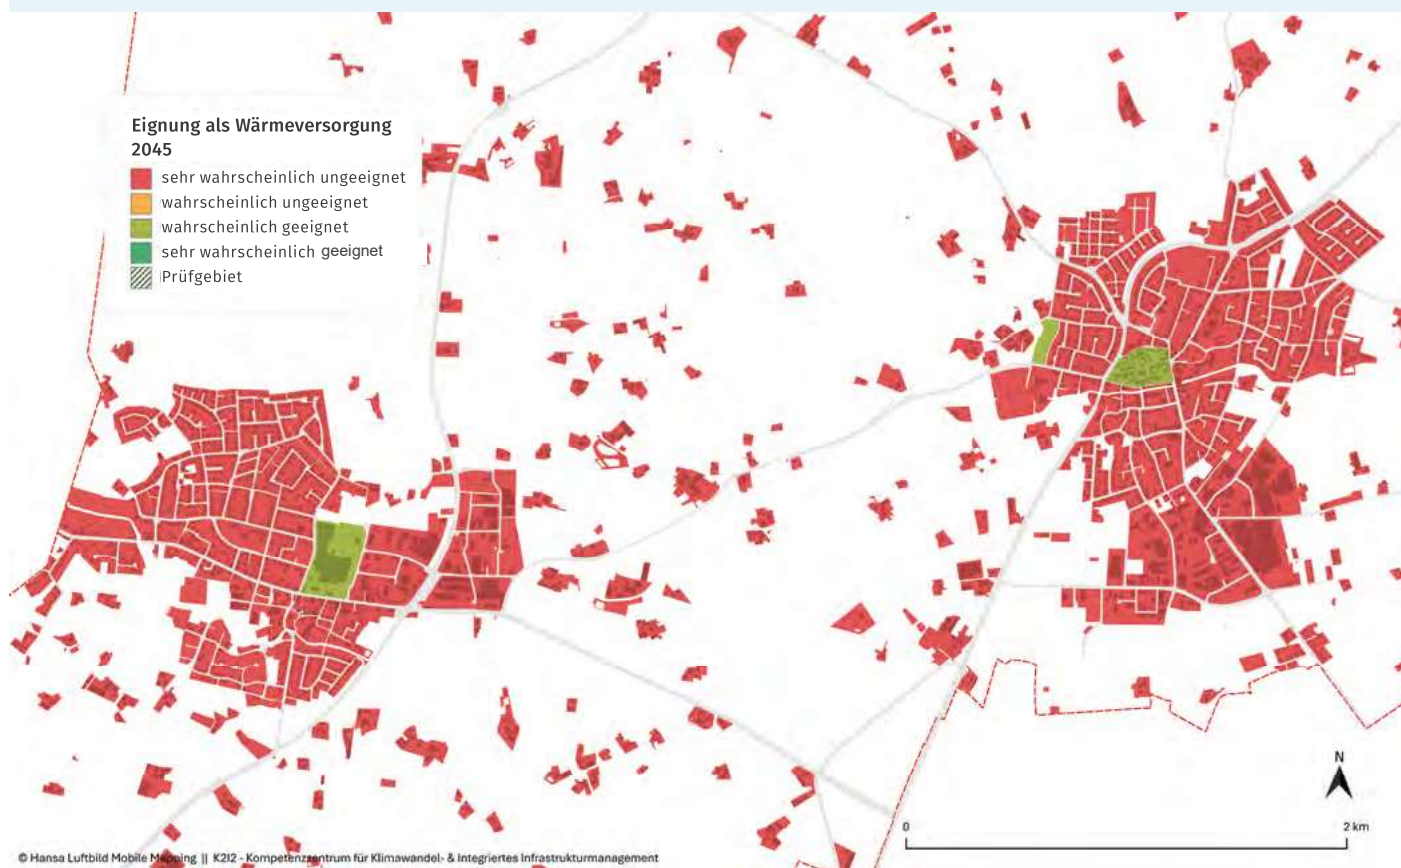 Eignung als Wärmeversorgung
2045
sehr wahrscheinlich ungeeignet
wahrscheinlich ungeeignet
wahrscheinlich geeignet
sehr wahrscheinlich geeignet
Prüfgebiet
N
0
2 km
© Hansa Luftbild Mobile Mapping || K2I2 - Kompetenzzentrum für Klimawandel- & Integriertes Infrastrukturmanagement